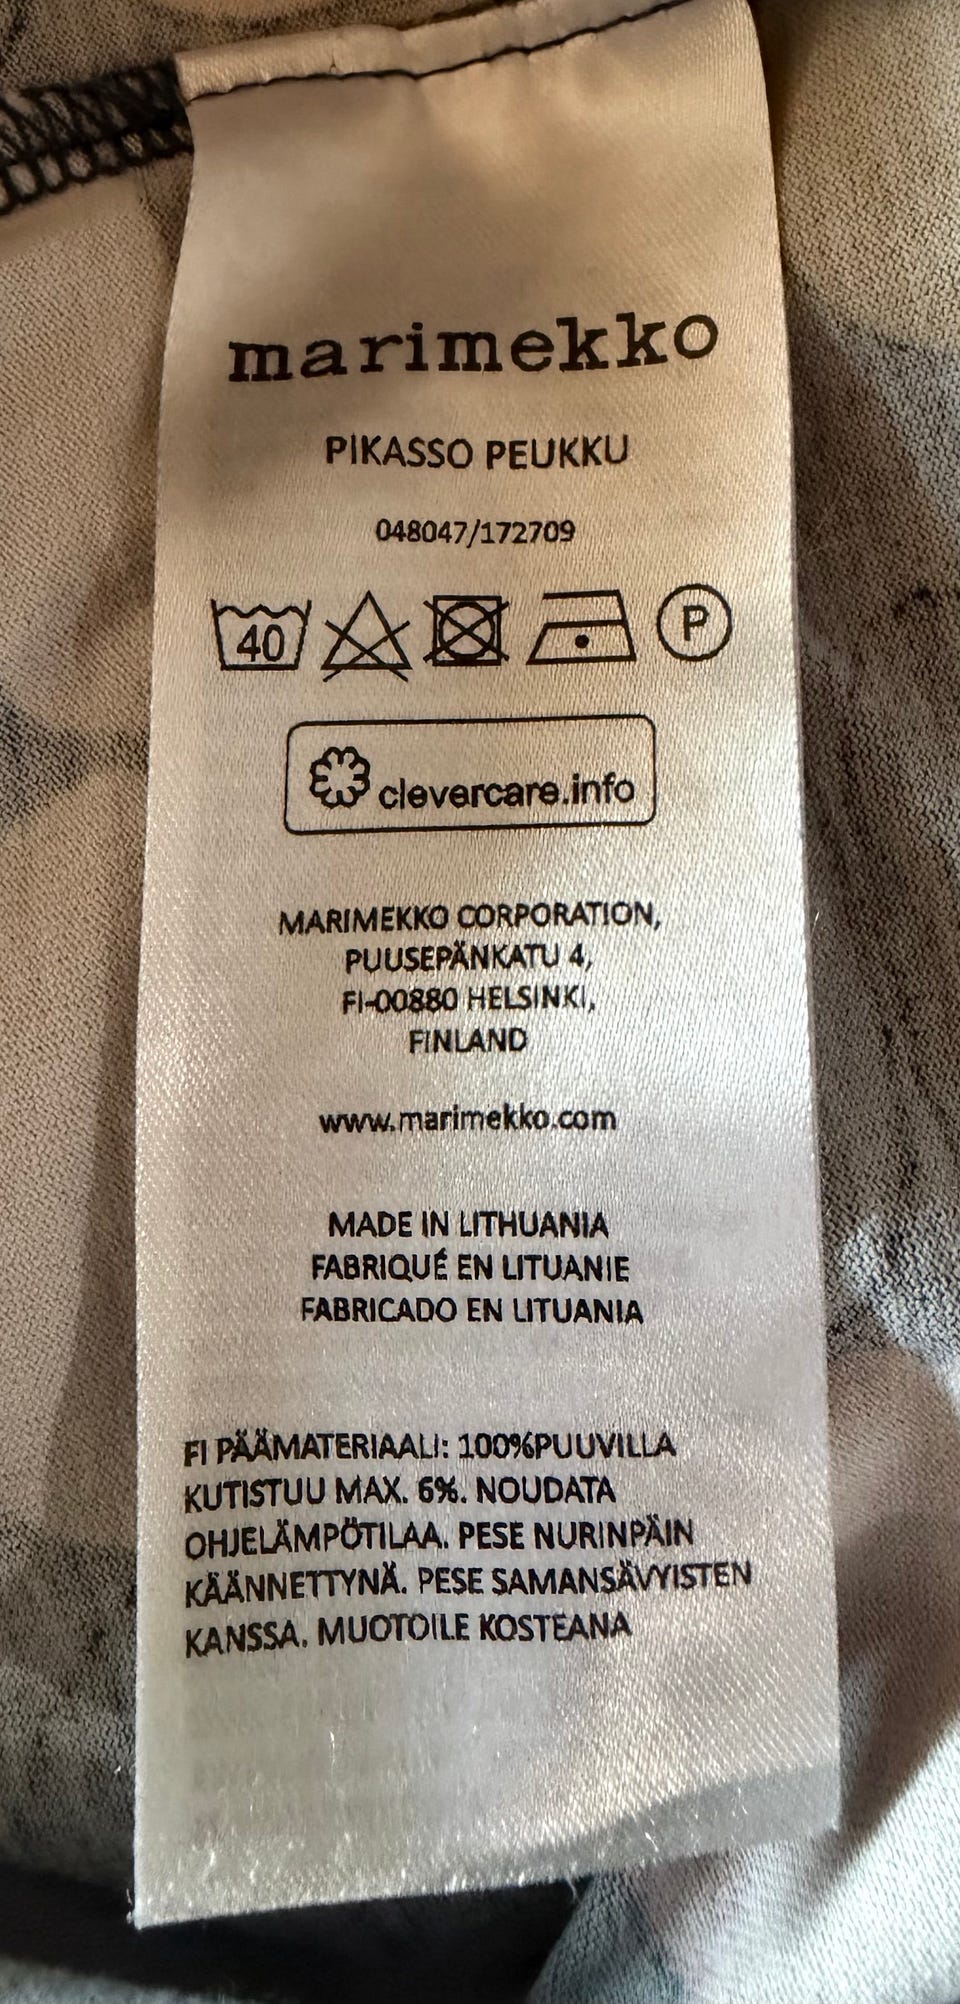 marimekko
PIKASSO PEUKKU
048047/172709
40 P
clevercare.info
MARIMEKKO CORPORATION,
PUUSEPÄNKATU 4,
FI-00880 HELSINKI,
FINLAND
www.marimekko.com
MADE IN LITHUANIA
FABRIQUÉ EN LITUANIE
FABRICADO EN LITUANIA
FI PÄÄMATERIAALI: 100%PUUVILLA
KUTISTUU MAX. 6%. NOUDATA
OHJELÄMPÖTILAA. PESE NURINPÄIN
KÄÄNNETTYNÄ. PESE SAMANSÄVYISTEN
KANSSA. MUOTOILE KOSTEANA